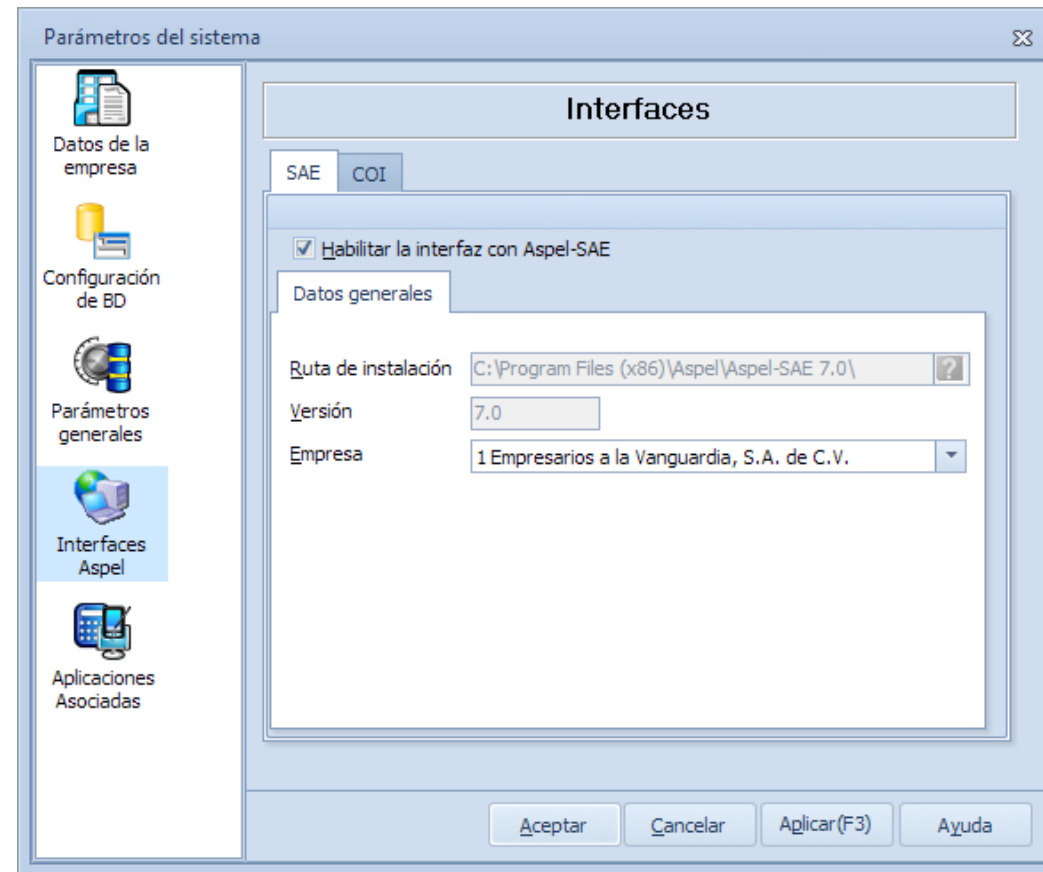 Parámetros del sistema
Datos de la
empresa
Configuración
de BD
Parámetros
generales
Interfaces
Aspel
Aplicaciones
Asociadas
Interfaces
SAE COI
Habilitar la interfaz con Aspel-SAE
Datos generales
Ruta de instalación C:\Program Files (x86)\Aspel\Aspel-SAE 7.0\ ?
Versión 7.0
Empresa 1 Empresarios a la Vanguardia, S.A. de C.V.
Aceptar Cancelar Aplicar(F3) Ayuda